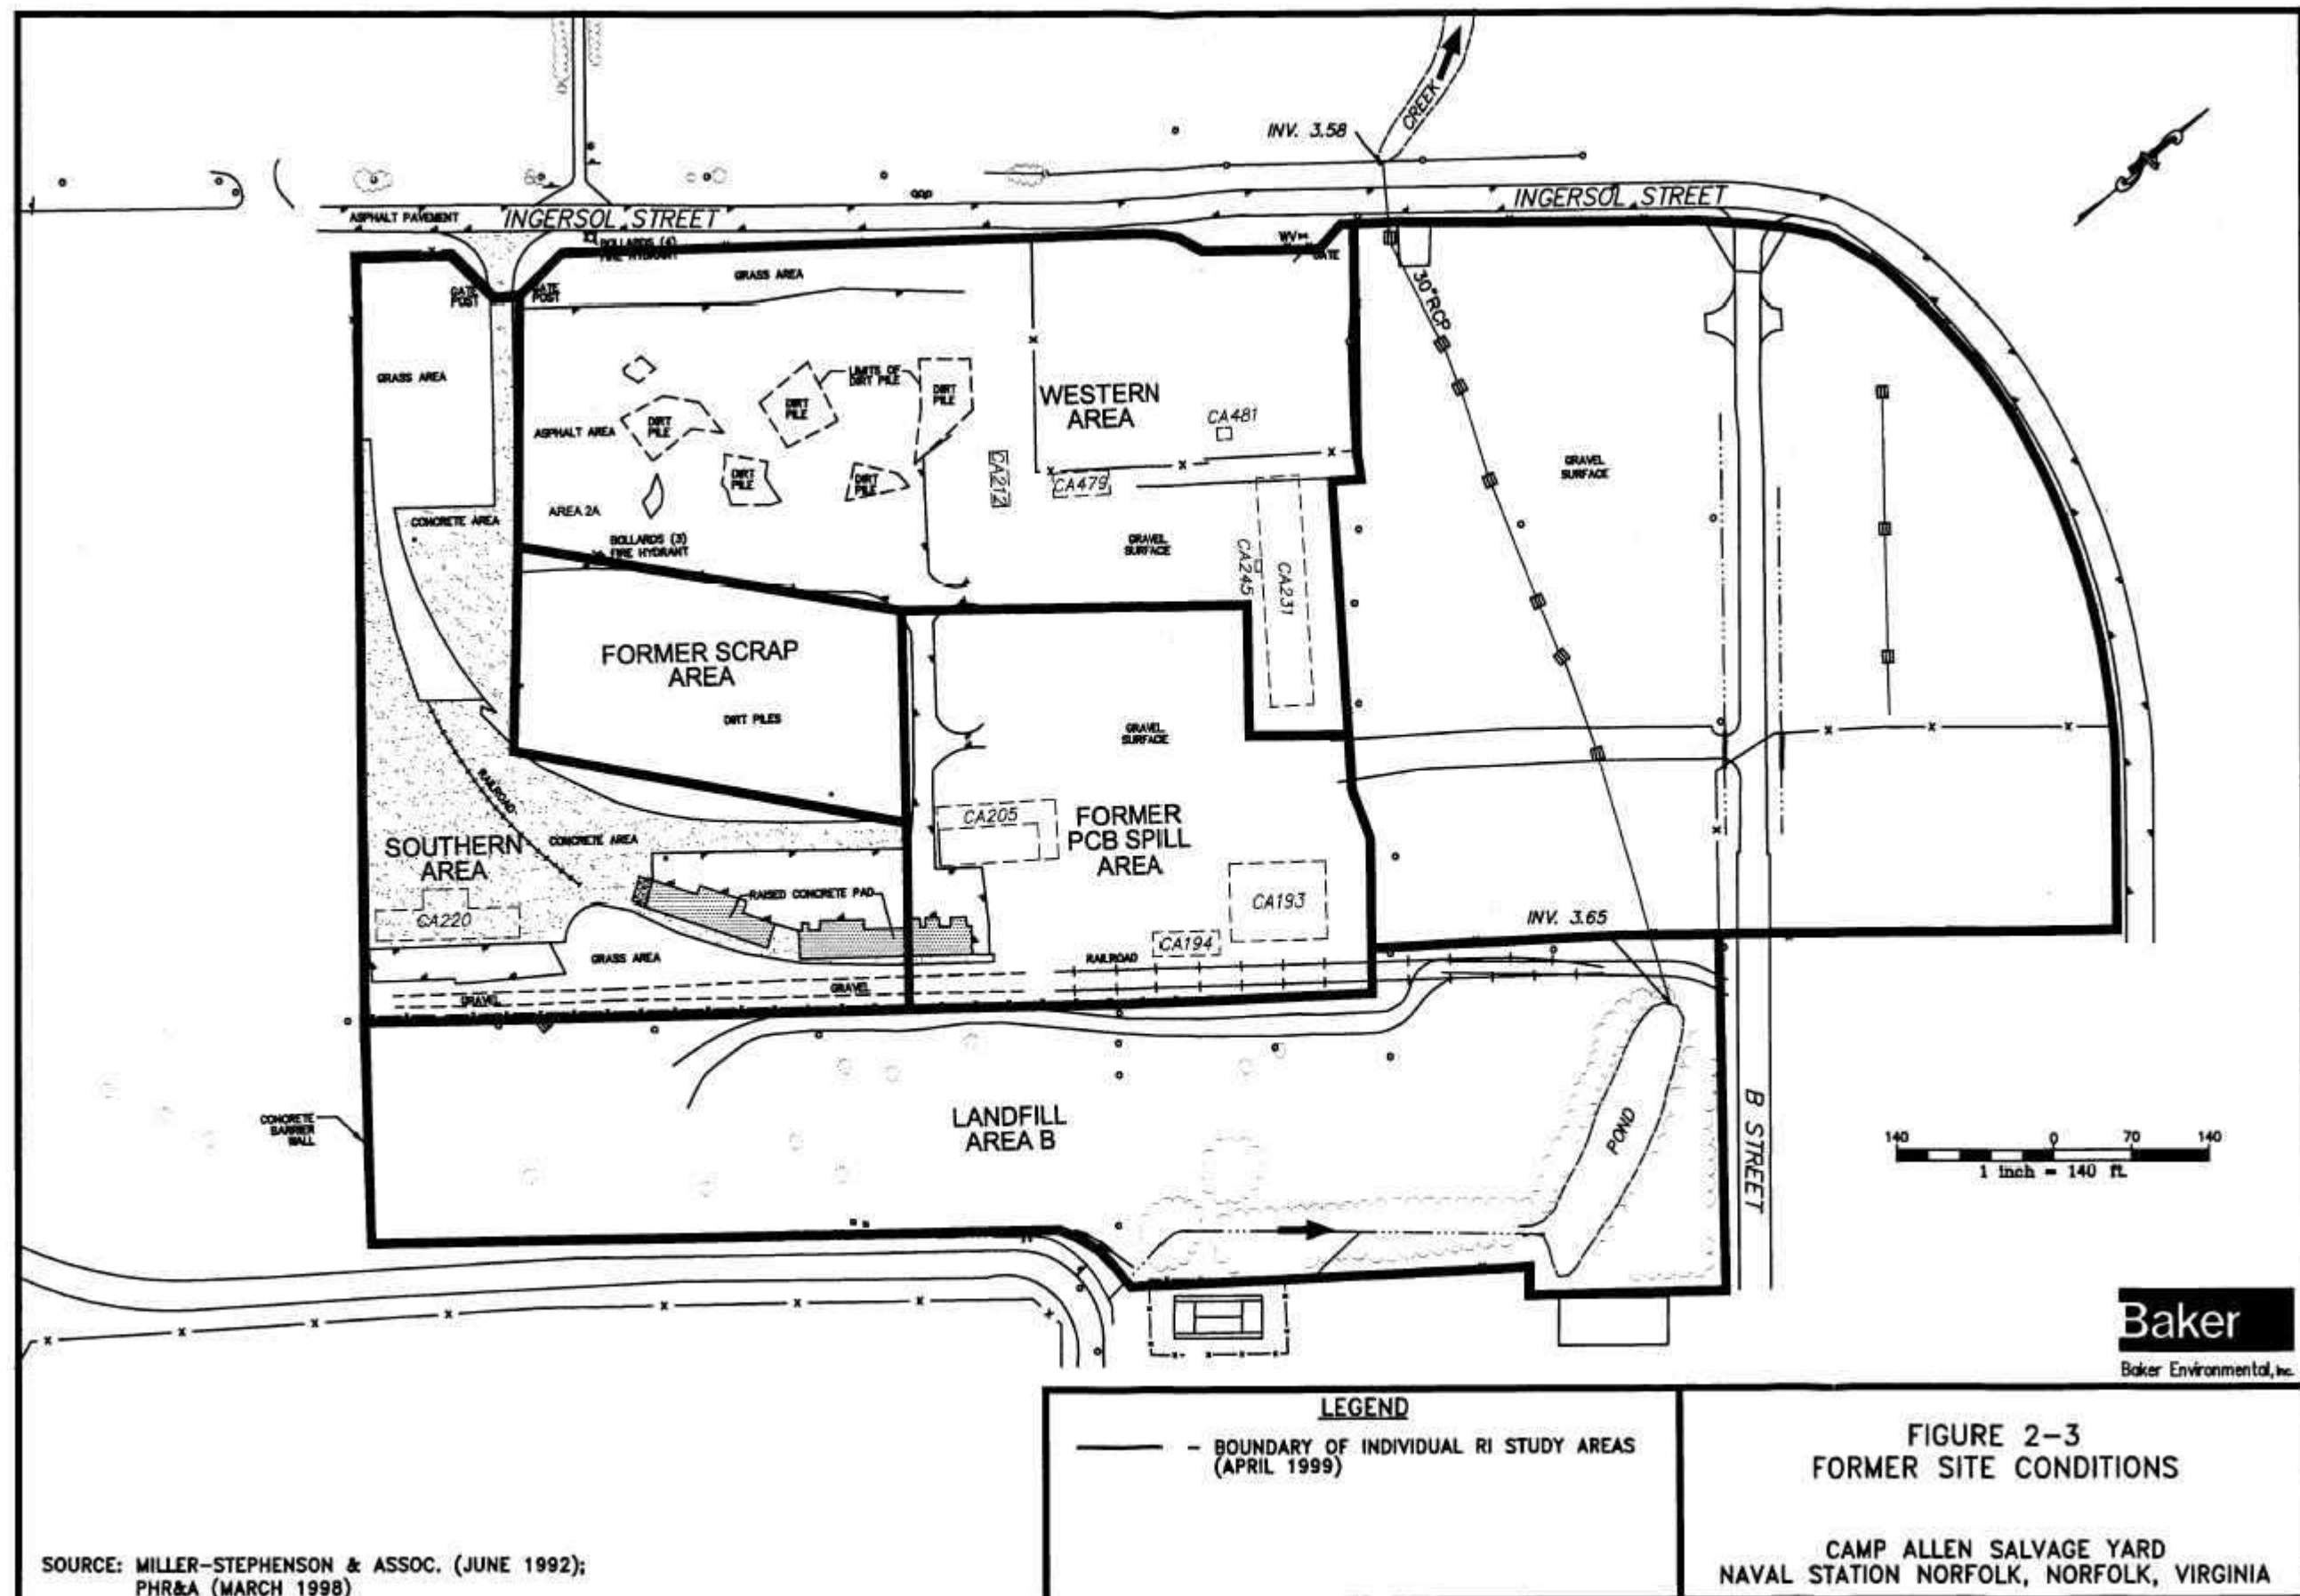 CREEK
INV. 3.58
INGERSOL STREET
ASPHALT PAVEMENT
INGERSOL STREET
BOLLARDS (4)
FIRE HYDRANT
WV
GATE
GRASS AREA
GATE
POST
GATE
POST
30"RCP
GRASS AREA
LIMITS OF
DIRT PILE
DIRT
PILE
DIRT
PILE
DIRT
PILE
WESTERN
AREA
CA481
ASPHALT AREA
GRAVEL
SURFACE
DIRT
PILE
DIRT
PILE
CA212
CA479
AREA 2A
CONCRETE AREA
BOLLARDS (3)
FIRE HYDRANT
GRAVEL
SURFACE
CA245
CA231
FORMER SCRAP
AREA
DIRT PILES
GRAVEL
SURFACE
RAILROAD
CA205
FORMER
PCB SPILL
AREA
SOUTHERN
AREA
CONCRETE AREA
RAISED CONCRETE PAD
CA193
CA220
INV. 3.65
CA194
GRASS AREA
RAILROAD
GRAVEL
GRAVEL
CONCRETE
BARRIER
WALL
LANDFILL
AREA B
POND
B STREET
140 0 70 140
1 inch = 140 ft.
Baker
Baker Environmental, Inc.
LEGEND
- BOUNDARY OF INDIVIDUAL RI STUDY AREAS
(APRIL 1999)
FIGURE 2-3
FORMER SITE CONDITIONS
CAMP ALLEN SALVAGE YARD
NAVAL STATION NORFOLK, NORFOLK, VIRGINIA
SOURCE: MILLER-STEPHENSON & ASSOC. (JUNE 1992);
PHR&A (MARCH 1998)